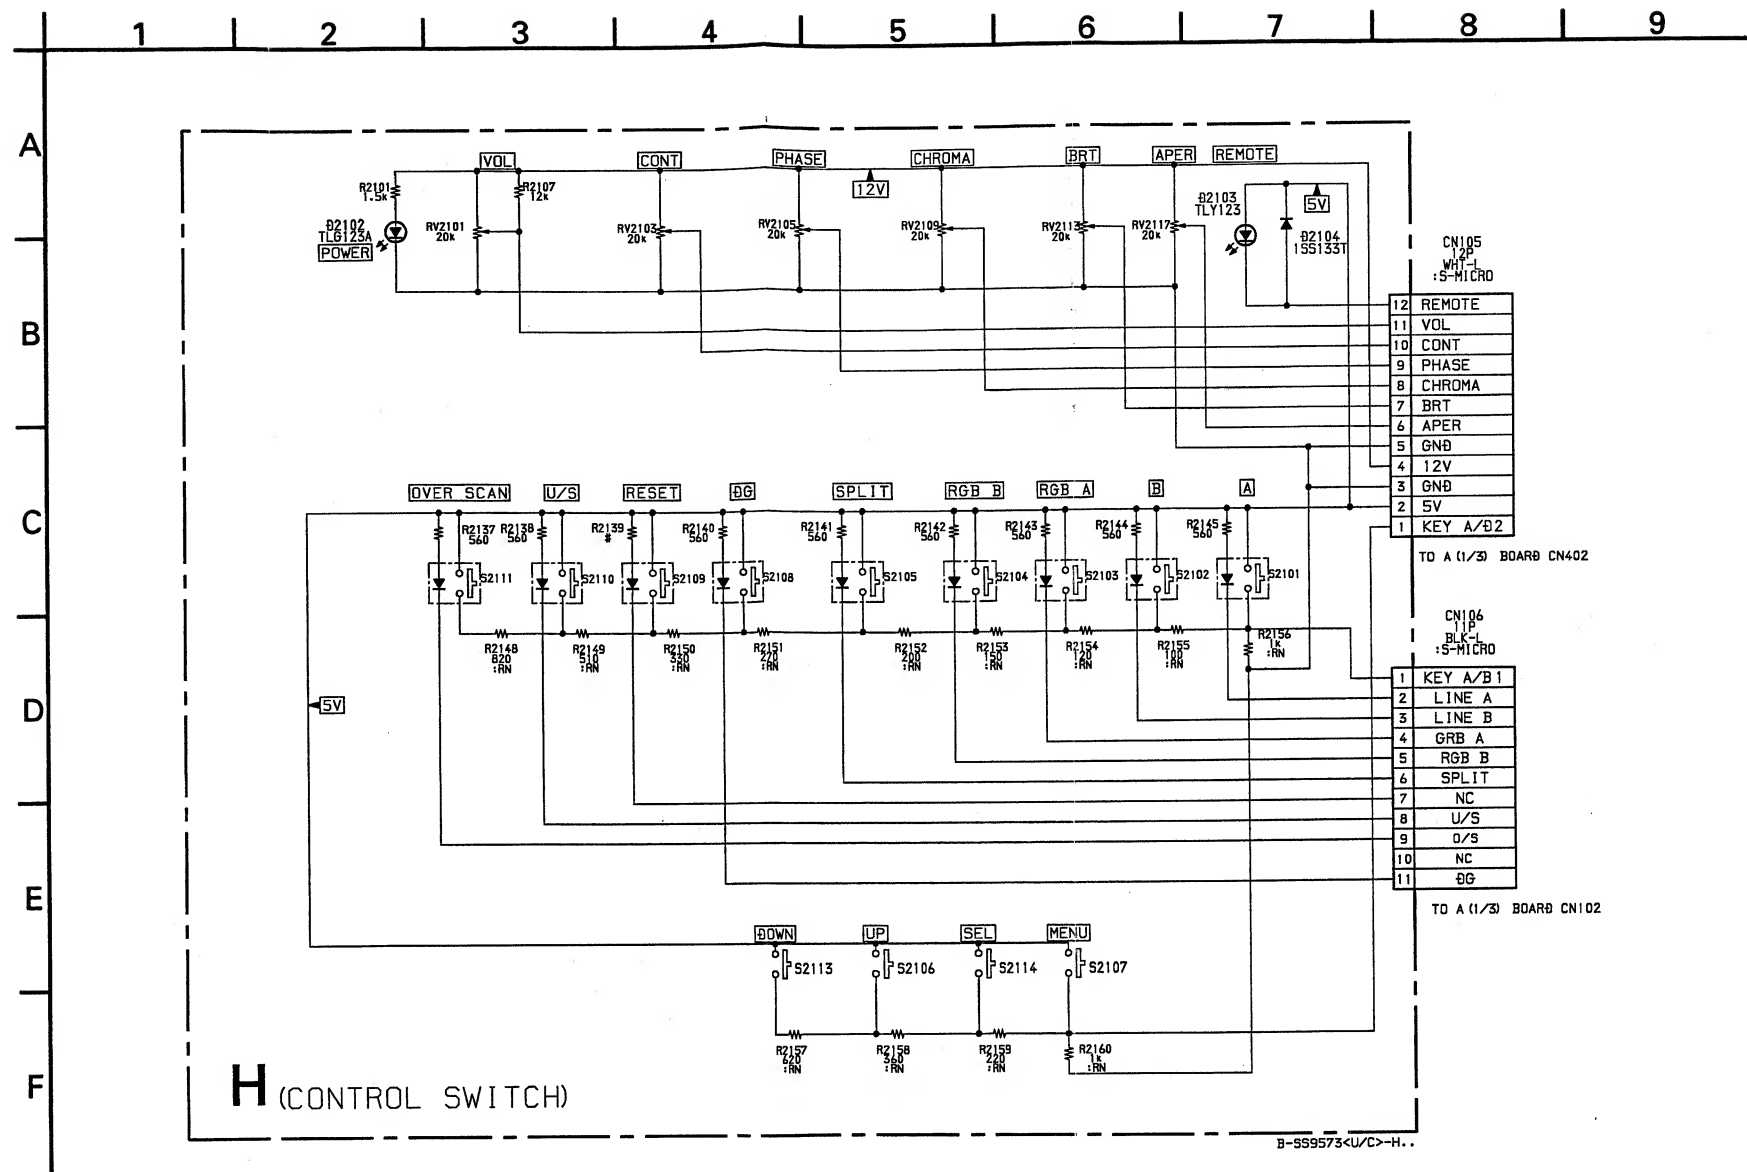 1 2 3 4 5 6 7 8 9
A
B
C
D
E
F
VOL CONT PHASE CHROMA BRT APER REMOTE
R2101
1.5k
R2107
12k
12V
D2103
TLY123
5V
D2102
TLG123A
POWER
RV2101
20k
RV2103
20k
RV2105
20k
RV2109
20k
RV2113
20k
RV2117
20k
D2104
1SS133T
CN105
12P
WHT-L
:S-MICRO
12 REMOTE
11 VOL
10 CONT
9 PHASE
8 CHROMA
7 BRT
6 APER
5 GND
4 12V
3 GND
2 5V
1 KEY A/D2
TO A (1/3) BOARD CN402
OVER SCAN U/S RESET DG SPLIT RGB B RGB A B A
R2137
560
R2138
560
R2139
#
R2140
560
R2141
560
R2142
560
R2143
560
R2144
560
R2145
560
S2111 S2110 S2109 S2108 S2105 S2104 S2103 S2102 S2101
R2148
820
:RN
R2149
510
:RN
R2150
330
:RN
R2151
270
:RN
R2152
200
:RN
R2153
150
:RN
R2154
120
:RN
R2155
100
:RN
R2156
1k
:RN
CN106
11P
BLK-L
:S-MICRO
1 KEY A/B1
2 LINE A
3 LINE B
4 GRB A
5 RGB B
6 SPLIT
7 NC
8 U/S
9 O/S
10 NC
11 DG
TO A (1/3) BOARD CN102
5V
DOWN UP SEL MENU
S2113 S2106 S2114 S2107
R2157
620
:RN
R2158
360
:RN
R2159
220
:RN
R2160
1k
:RN
H (CONTROL SWITCH)
B-SS9573<U/C>-H..